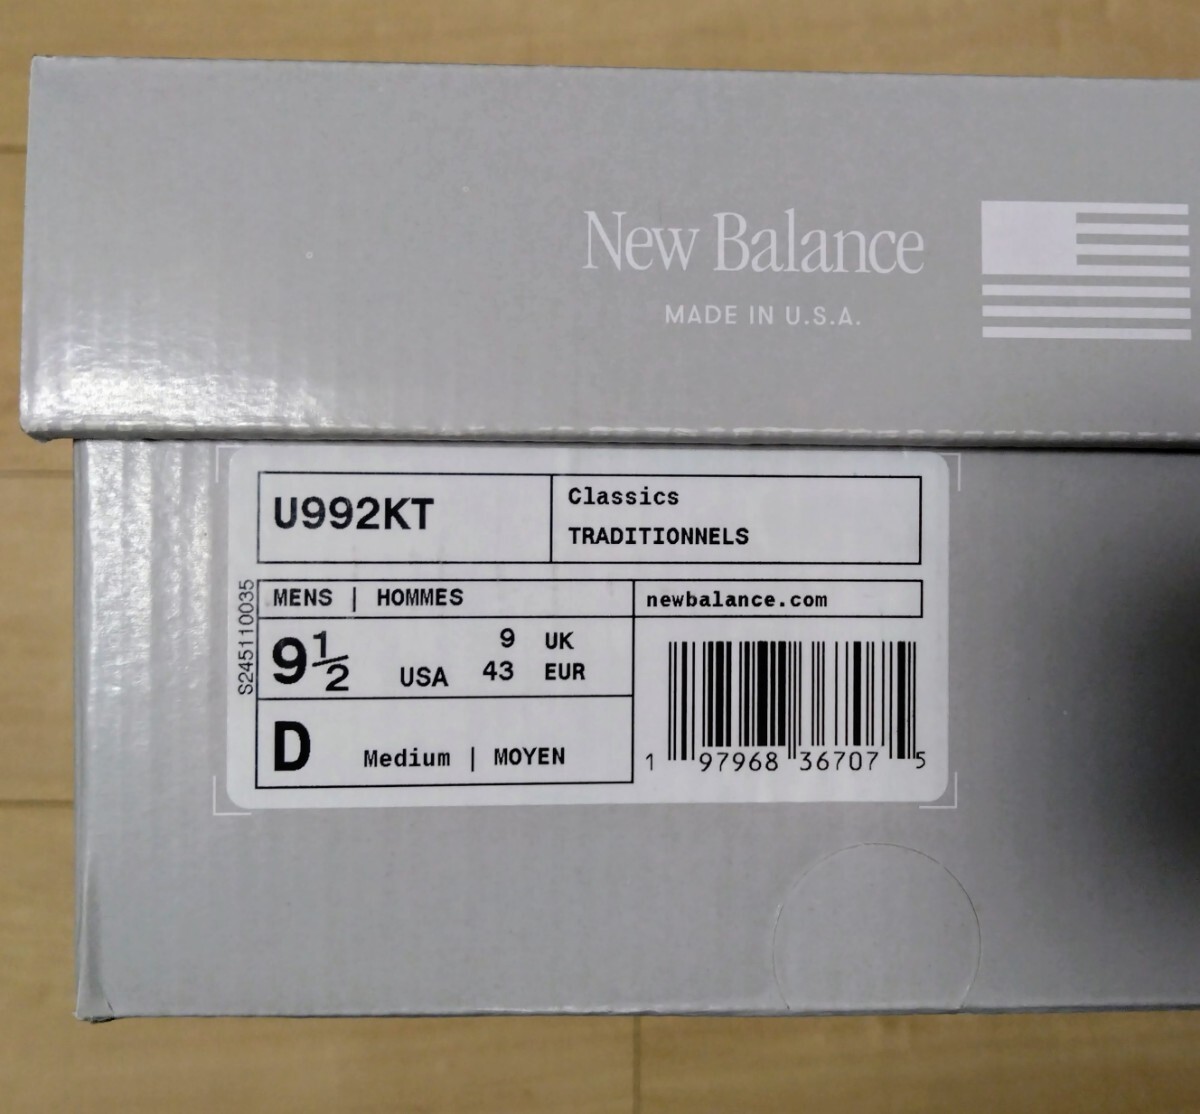 New Balance
MADE IN U.S.A.
U992KT
Classics
TRADITIONNELS
S245110035
MENS | HOMMES
newbalance.com
9½ USA 9 UK
43 EUR
D Medium | MOYEN
1 97968 36707 5